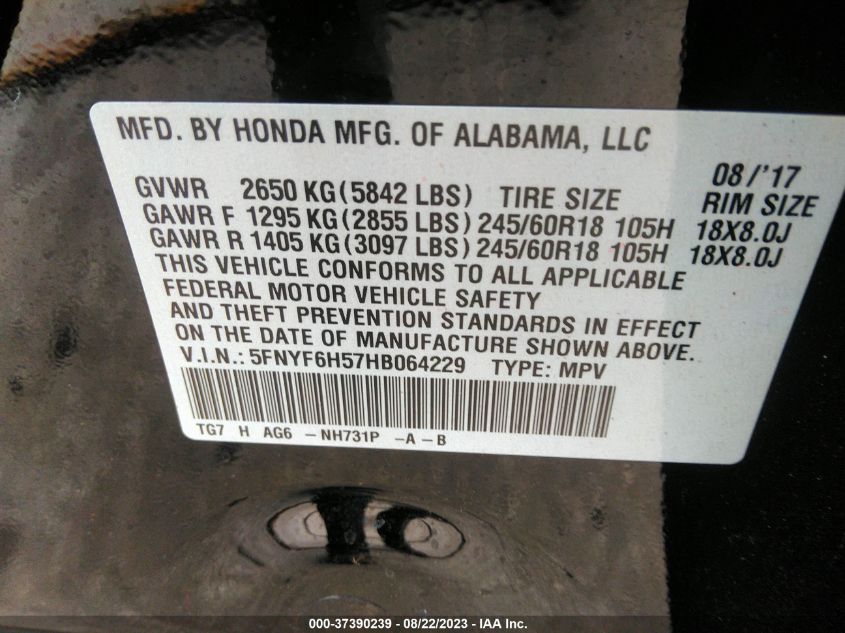 MFD. BY HONDA MFG. OF ALABAMA, LLC
08/'17
GVWR 2650 KG(5842 LBS) TIRE SIZE RIM SIZE
GAWR F 1295 KG(2855 LBS)245/60R18 105H 18X8.0J
GAWR R 1405 KG(3097 LBS)245/60R18 105H 18X8.0J
THIS VEHICLE CONFORMS TO ALL APPLICABLE
FEDERAL MOTOR VEHICLE SAFETY
AND THEFT PREVENTION STANDARDS IN EFFECT
ON THE DATE OF MANUFACTURE SHOWN ABOVE.
V.I.N.: 5FNYF6H57HB064229 TYPE: MPV
TG7 H AG6 -NH731P -A-B
000-37390239 - 08/22/2023 - IAA Inc.